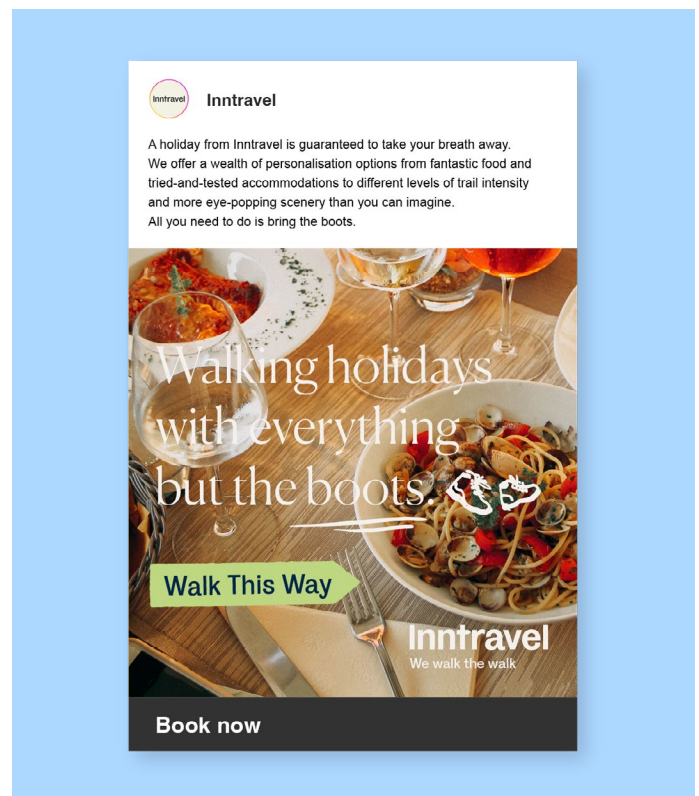 Inntravel
Inntravel
A holiday from Inntravel is guaranteed to take your breath away.
We offer a wealth of personalisation options from fantastic food and
tried-and-tested accommodations to different levels of trail intensity
and more eye-popping scenery than you can imagine.
All you need to do is bring the boots.
Walking holidays
with everything
but the boots.
Walk This Way
Inntravel
We walk the walk
Book now